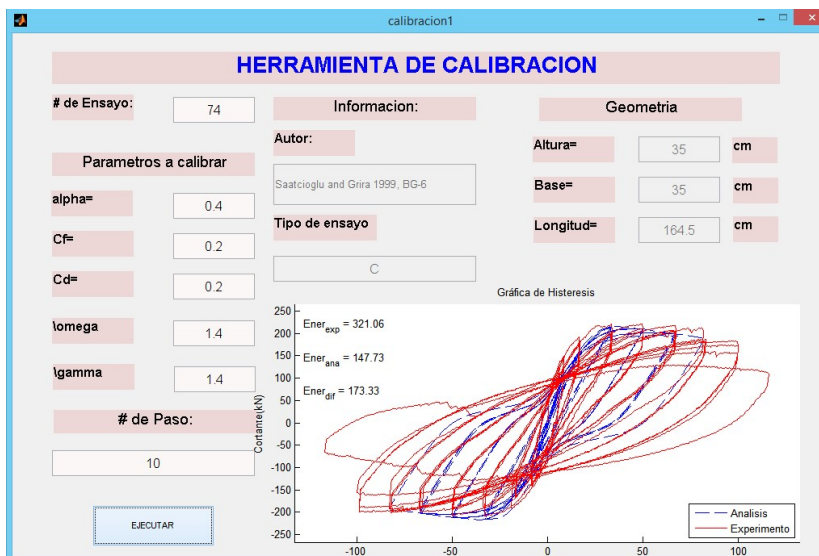 calibracion1
HERRAMIENTA DE CALIBRACION
# de Ensayo:
74
Parametros a calibrar
alpha=
0.4
Cf=
0.2
Cd=
0.2
\omega
1.4
\gamma
1.4
# de Paso:
10
EJECUTAR
Informacion:
Autor:
Saatcioglu and Grira 1999, BG-6
Tipo de ensayo
C
Geometria
Altura=
35
cm
Base=
35
cm
Longitud=
164.5
cm
Gráfica de Histeresis
Cortante(kN)
250
200
150
100
50
0
-50
-100
-150
-200
-250
Ener_exp = 321.06
Ener_ana = 147.73
Ener_dif = 173.33
Analisis
Experimento
-100
-50
0
50
100